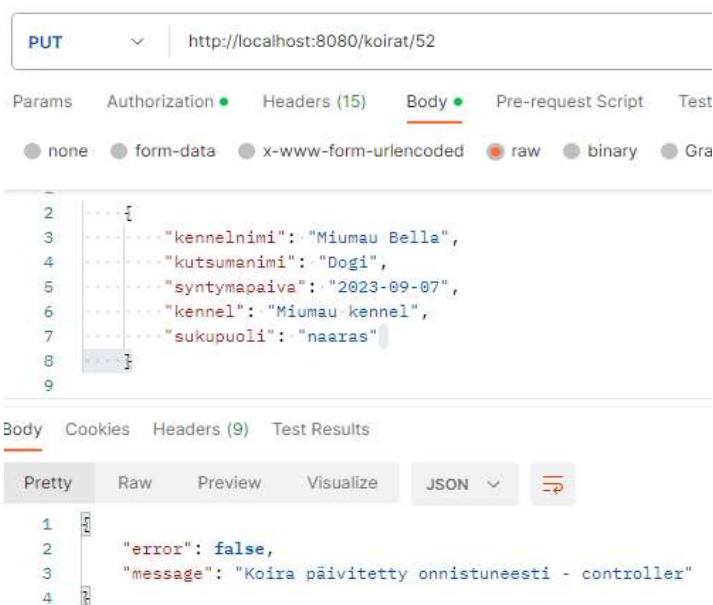 PUT http://localhost:8080/koirat/52
Params Authorization Headers (15) Body Pre-request Script Test
none form-data x-www-form-urlencoded raw binary Gra
2 {
3 "kennelnimi": "Miumau Bella",
4 "kutsumanimi": "Dogi",
5 "syntymapaiva": "2023-09-07",
6 "kennel": "Miumau kennel",
7 "sukupuoli": "naaras"
8 }
9
Body Cookies Headers (9) Test Results
Pretty Raw Preview Visualize JSON
1 {
2 "error": false,
3 "message": "Koira päivitetty onnistuneesti - controller"
4 }